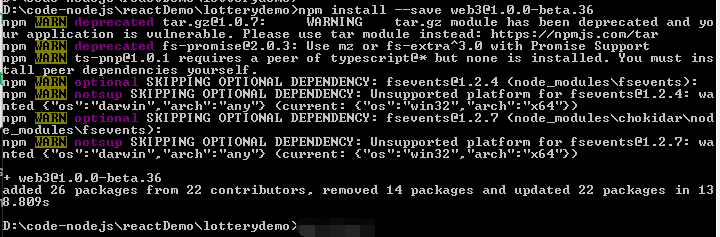 D:\code-nodejs\reactDemo\lotterydemo>npm install --save web3@1.0.0-beta.36
npm WARN deprecated tar.gz@1.0.7:    WARNING    tar.gz module has been deprecated and yo
ur application is vulnerable. Please use tar module instead: https://npmjs.com/tar
npm WARN deprecated fs-promise@2.0.3: Use mz or fs-extra^3.0 with Promise Support
npm WARN ts-pnp@1.0.1 requires a peer of typescript@* but none is installed. You must ins
tall peer dependencies yourself.
npm WARN optional SKIPPING OPTIONAL DEPENDENCY: fsevents@1.2.4 (node_modules\fsevents):
npm WARN notsup SKIPPING OPTIONAL DEPENDENCY: Unsupported platform for fsevents@1.2.4: wa
nted {"os":"darwin","arch":"any"} (current: {"os":"win32","arch":"x64"})
npm WARN optional SKIPPING OPTIONAL DEPENDENCY: fsevents@1.2.7 (node_modules\chokidar\nod
e_modules\fsevents):
npm WARN notsup SKIPPING OPTIONAL DEPENDENCY: Unsupported platform for fsevents@1.2.7: wa
nted {"os":"darwin","arch":"any"} (current: {"os":"win32","arch":"x64"})
+ web3@1.0.0-beta.36
added 26 packages from 22 contributors, removed 14 packages and updated 22 packages in 13
8.809s
D:\code-nodejs\reactDemo\lotterydemo>